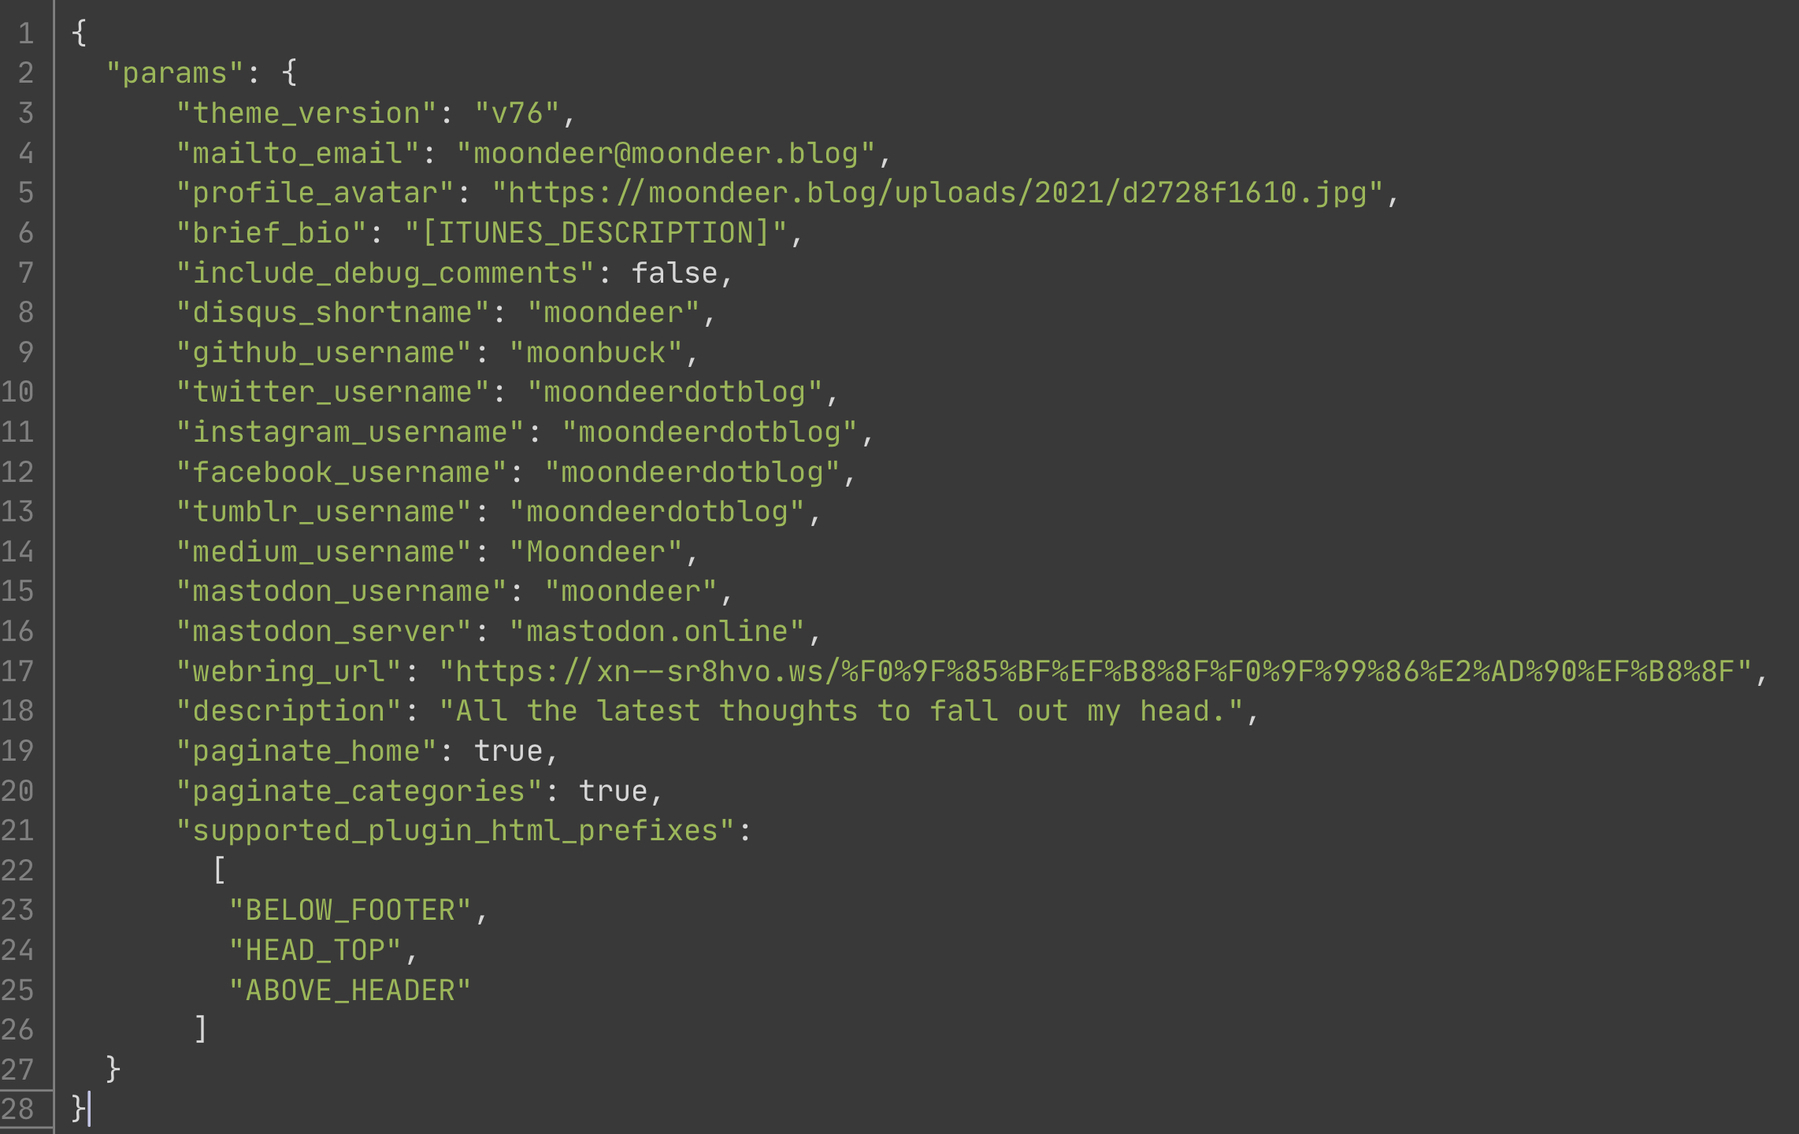 1 {
2 "params": {
3 "theme_version": "v76",
4 "mailto_email": "moondeer@moondeer.blog",
5 "profile_avatar": "https://moondeer.blog/uploads/2021/d2728f1610.jpg",
6 "brief_bio": "[ITUNES_DESCRIPTION]",
7 "include_debug_comments": false,
8 "disqus_shortname": "moondeer",
9 "github_username": "moonbuck",
10 "twitter_username": "moondeerdotblog",
11 "instagram_username": "moondeerdotblog",
12 "facebook_username": "moondeerdotblog",
13 "tumblr_username": "moondeerdotblog",
14 "medium_username": "Moondeer",
15 "mastodon_username": "moondeer",
16 "mastodon_server": "mastodon.online",
17 "webring_url": "https://xn--sr8hvo.ws/%F0%9F%85%BF%EF%B8%8F%F0%9F%99%86%E2%AD%90%EF%B8%8F",
18 "description": "All the latest thoughts to fall out my head.",
19 "paginate_home": true,
20 "paginate_categories": true,
21 "supported_plugin_html_prefixes":
22 [
23 "BELOW_FOOTER",
24 "HEAD_TOP",
25 "ABOVE_HEADER"
26 ]
27 }
28 }